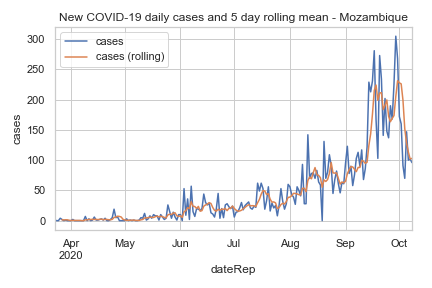 New COVID-19 daily cases and 5 day rolling mean - Mozambique
cases
cases (rolling)
300
250
200
150
100
50
0
cases
Apr May Jun Jul Aug Sep Oct
2020
dateRep